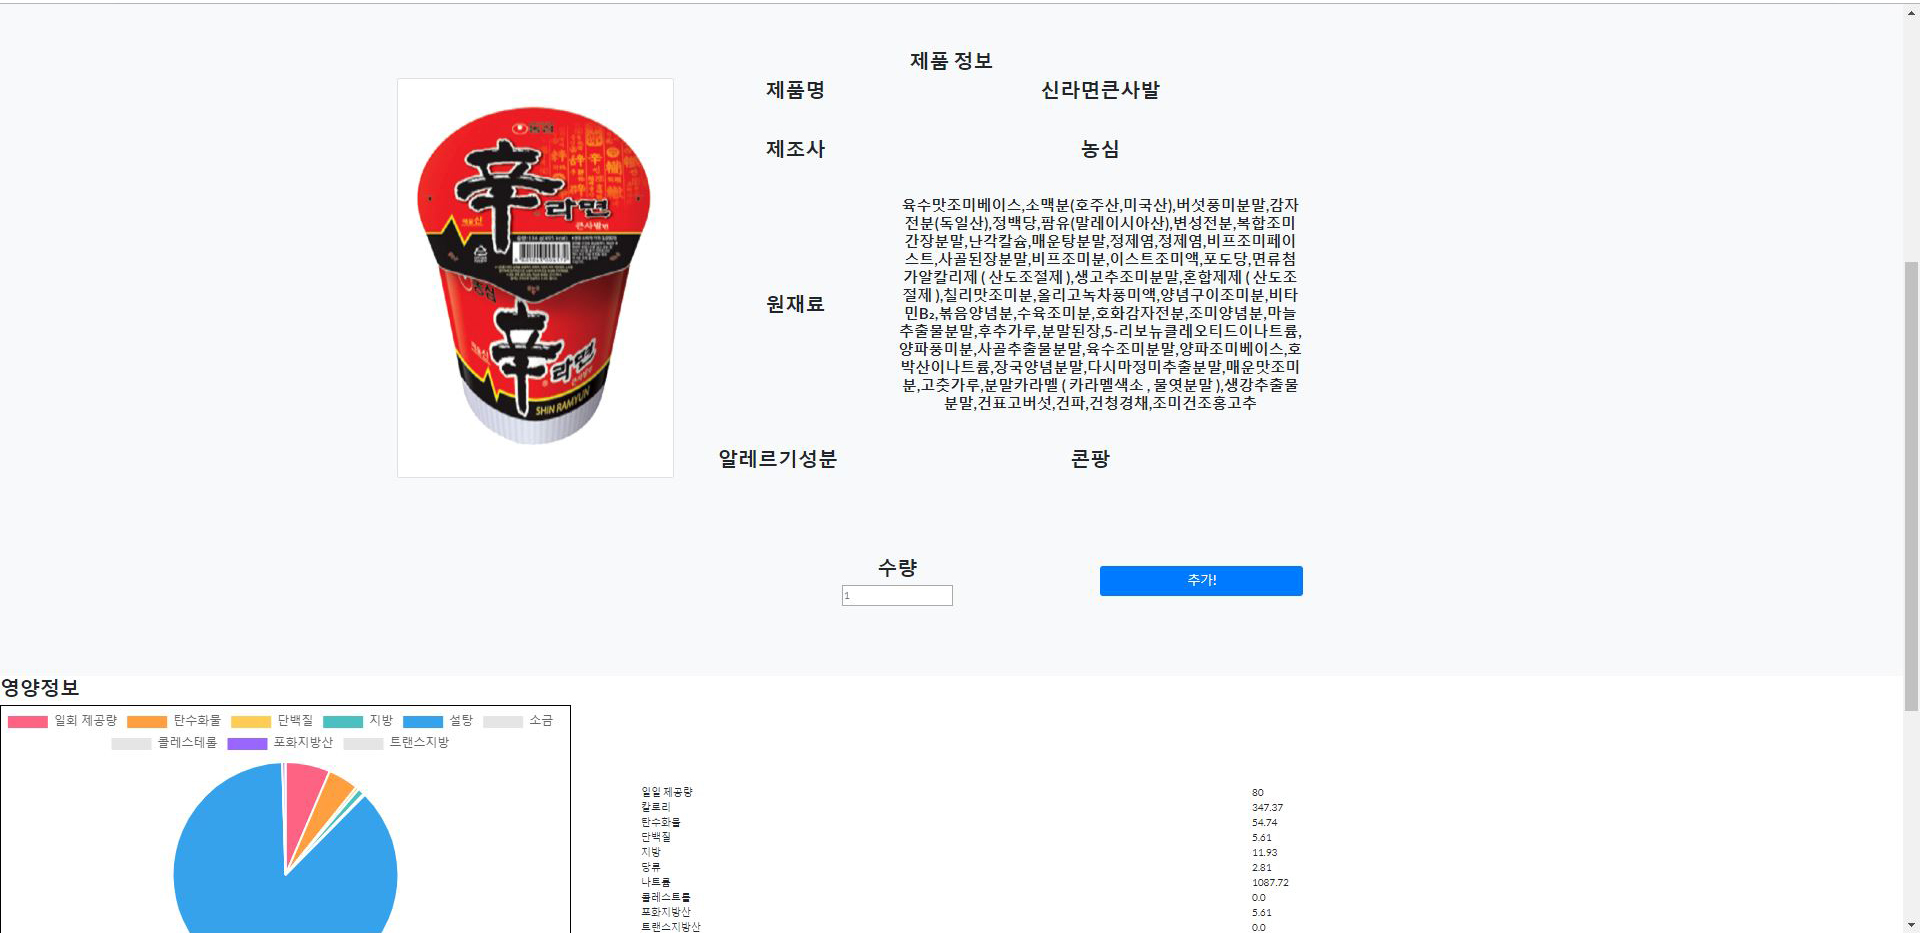 제품 정보
제품명
신라면큰사발
제조사
농심
원재료
육수맛조미베이스,소맥분(호주산,미국산),버섯풍미분말,감자
전분(독일산),정백당,팜유(말레이시아산),변성전분,복합조미
간장분말,난각칼슘,매운탕분말,정제염,정제염,비프조미페이
스트,사골된장분말,비프조미분,이스트조미액,포도당,면류첨
가알칼리제 ( 산도조절제 ),생고추조미분말,혼합제제 ( 산도조
절제 ),칠리맛조미분,올리고녹차풍미액,양념구이조미분,비타
민B₂,볶음양념분,수육조미분,호화감자전분,조미양념분,마늘
추출물분말,후추가루,분말된장,5-리보뉴클레오티드이나트륨,
양파풍미분,사골추출물분말,육수조미분말,양파조미베이스,호
박산이나트륨,장국양념분말,다시마정미추출분말,매운맛조미
분,고춧가루,분말카라멜 ( 카라멜색소 , 물엿분말 ),생강추출물
분말,건표고버섯,건파,건청경채,조미건조홍고추
알레르기성분
콘팡
수량
1
추가!
농심
辛라면
큰사발면
농심
辛라면
SHIN RAMYUN
영양정보
일회 제공량 탄수화물 단백질 지방 설탕 소금
콜레스테롤 포화지방산 트랜스지방
일일 제공량 80
칼로리 347.37
탄수화물 54.74
단백질 5.61
지방 11.93
당류 2.81
나트륨 1087.72
콜레스트롤 0.0
포화지방산 5.61
트랜스지방산 0.0